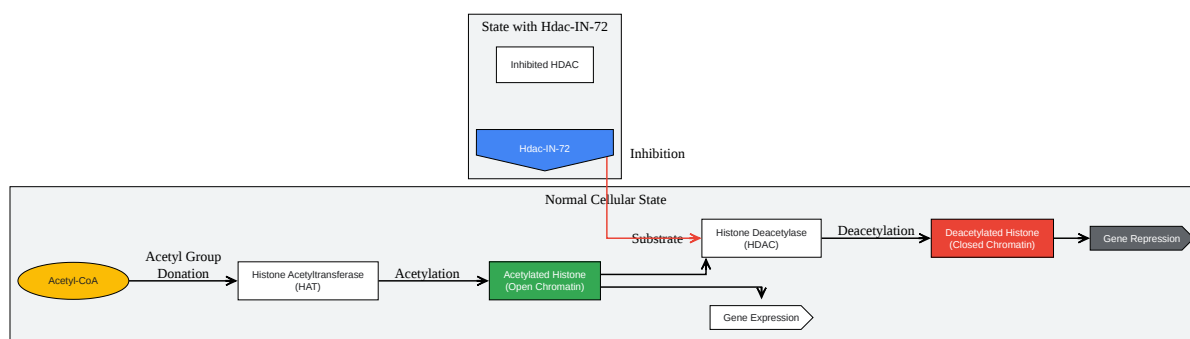 State with Hdac-IN-72
Inhibited HDAC
Hdac-IN-72
Inhibition
Normal Cellular State
Substrate
Histone Deacetylase
(HDAC)
Deacetylation
Deacetylated Histone
(Closed Chromatin)
Gene Repression
Acetyl-CoA
Acetyl Group
Donation
Histone Acetyltransferase
(HAT)
Acetylation
Acetylated Histone
(Open Chromatin)
Gene Expression